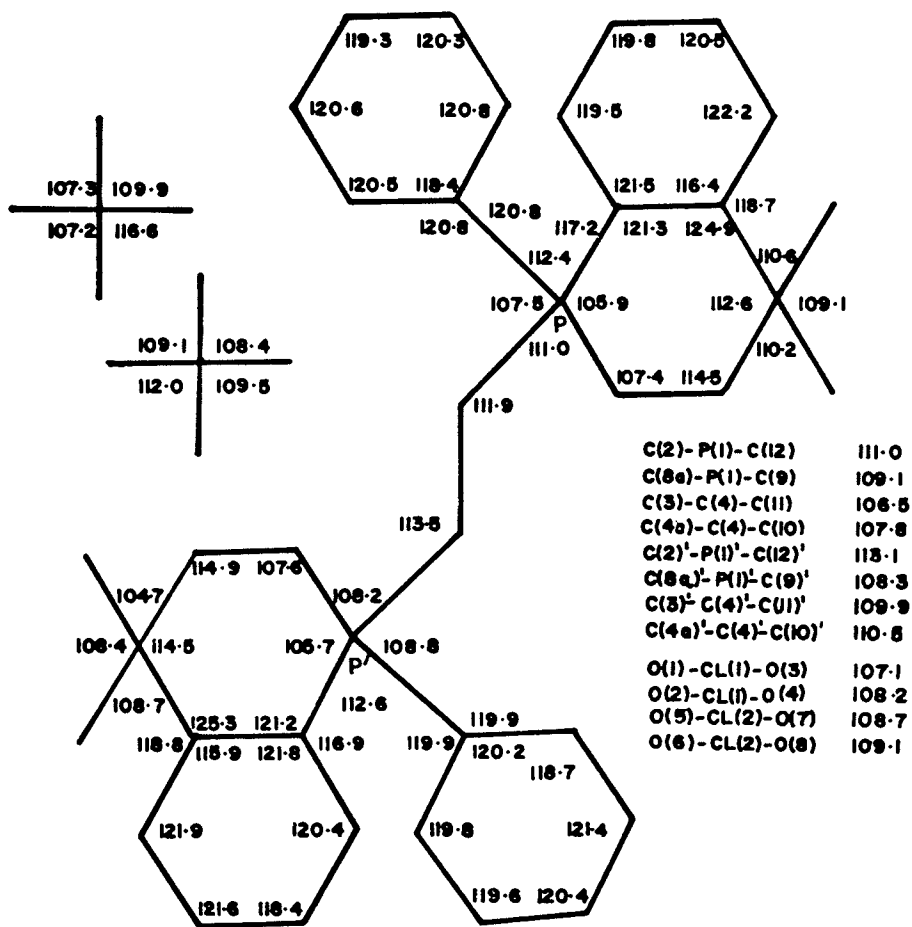 119·3 120·3
119·8 120·5
120·6 120·8
119·5 122·2
120·5 118·4
121·5 116·4
107·3 109·9
118·7
120·8 120·8
117·2 121·3 124·9
107·2 116·6
112·4
110·6
107·5 105·9
112·6 109·1
P
111·0
110·2
109·1 108·4
107·4 114·5
112·0 109·5
111·9
C(2)-P(1)-C(12) 111·0
C(8a)-P(1)-C(9) 109·1
C(3)-C(4)-C(11) 106·5
C(4a)-C(4)-C(10) 107·8
C(2)'-P(1)'-C(12)' 113·1
C(8a)'-P(1)'-C(9)' 108·3
C(3)'-C(4)'-C(11)' 109·9
C(4a)'-C(4)'-C(10)' 110·5
O(1)-CL(1)-O(3) 107·1
O(2)-CL(1)-O(4) 108·2
O(5)-CL(2)-O(7) 108·7
O(6)-CL(2)-O(8) 109·1
113·5
114·9 107·6
104·7 108·2
108·4 114·5 105·7 108·8
P'
108·7 112·6
125·3 121·2 119·9
118·8 115·9 121·8 116·9 119·9 120·2
118·7
121·9 120·4 119·8 121·4
121·6 118·4 119·6 120·4